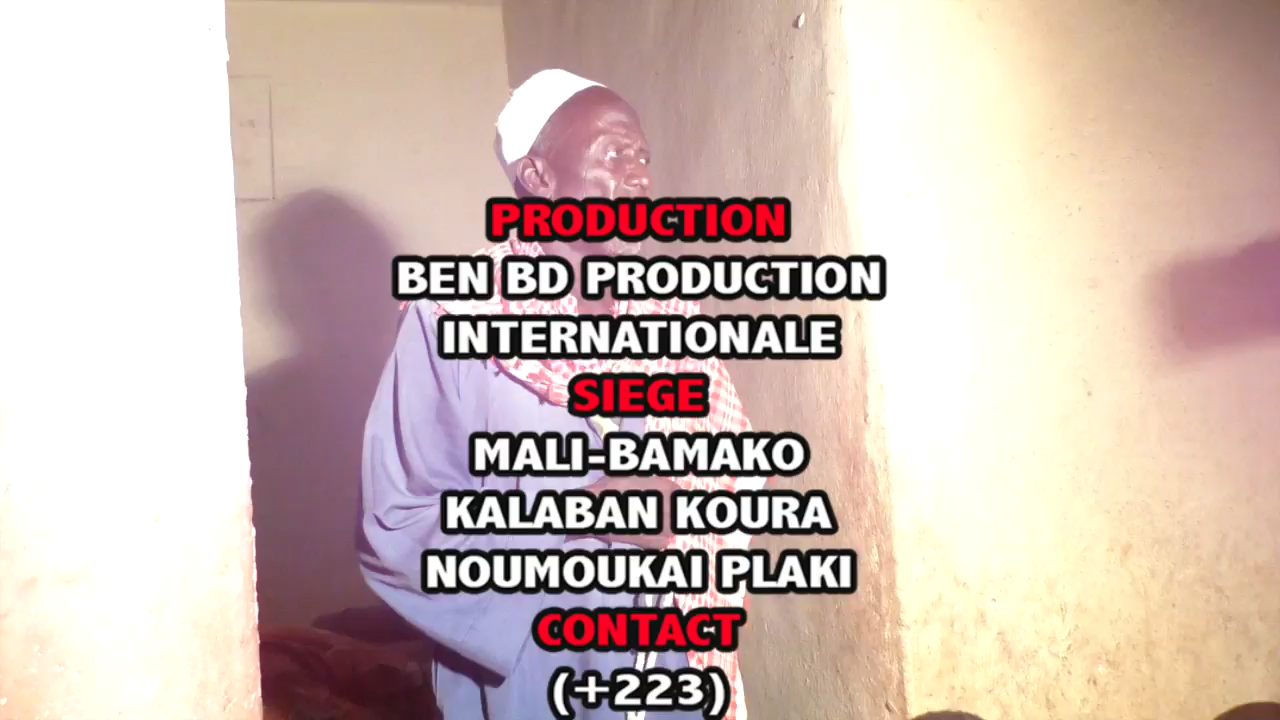 PRODUCTION
BEN BD PRODUCTION
INTERNATIONALE
SIEGE
MALI-BAMAKO
KALABAN KOURA
NOUMOUKAI PLAKI
CONTACT
(+223)